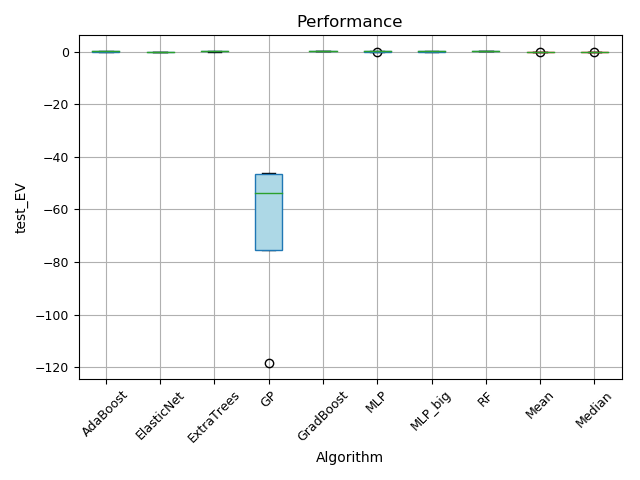 Performance
test_EV
0
−20
−40
−60
−80
−100
−120
AdaBoost
ElasticNet
ExtraTrees
GP
GradBoost
MLP
MLP_big
RF
Mean
Median
Algorithm